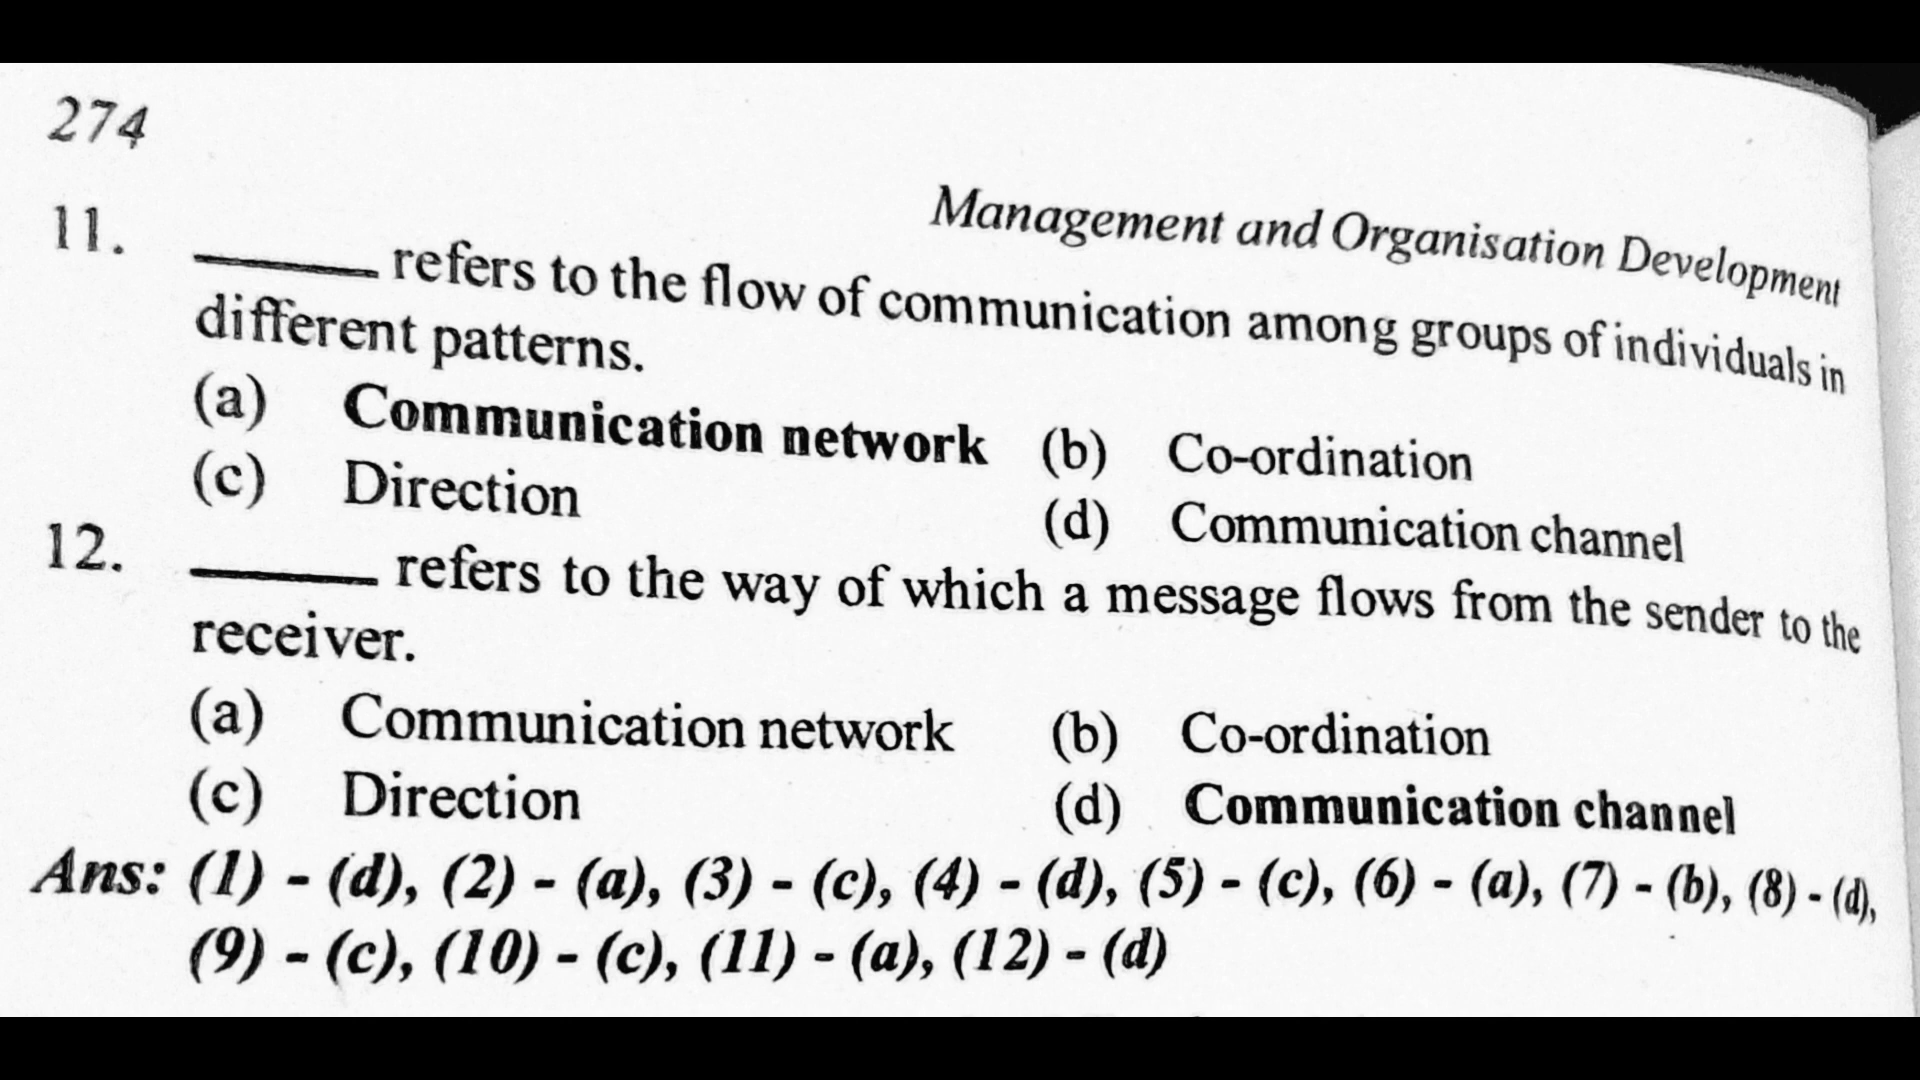 274
Management and Organisation Development
11. ______ refers to the flow of communication among groups of individuals in
different patterns.
(a) Communication network (b) Co-ordination
(c) Direction (d) Communication channel
12. ______ refers to the way of which a message flows from the sender to the
receiver.
(a) Communication network (b) Co-ordination
(c) Direction (d) Communication channel
Ans: (1) - (d), (2) - (a), (3) - (c), (4) - (d), (5) - (c), (6) - (a), (7) - (b), (8) - (d),
(9) - (c), (10) - (c), (11) - (a), (12) - (d)